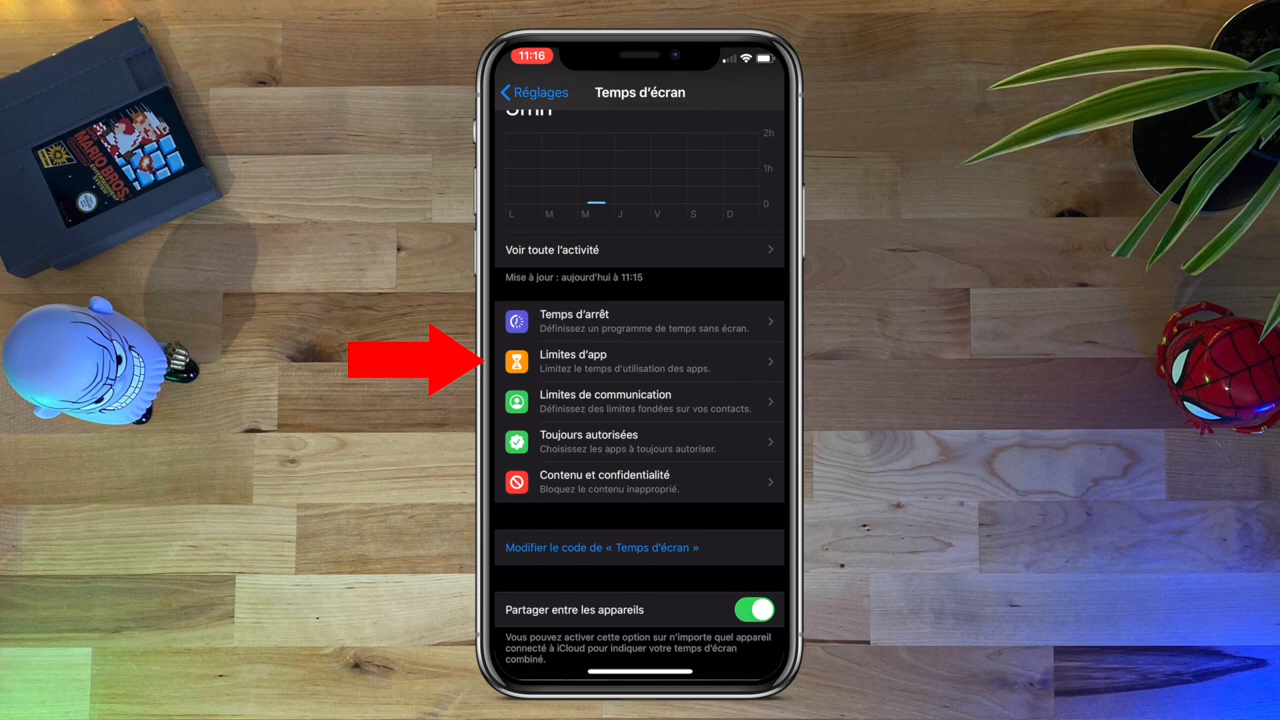 11:16
Réglages
Temps d'écran
2h
1h
0
L M M J V S D
Voir toute l'activité
Mise à jour : aujourd'hui à 11:15
Temps d'arrêt
Définissez un programme de temps sans écran.
Limites d'app
Limitez le temps d'utilisation des apps.
Limites de communication
Définissez des limites fondées sur vos contacts.
Toujours autorisées
Choisissez les apps à toujours autoriser.
Contenu et confidentialité
Bloquez le contenu inapproprié.
Modifier le code de « Temps d'écran »
Partager entre les appareils
Vous pouvez activer cette option sur n'importe quel appareil
connecté à iCloud pour indiquer votre temps d'écran
combiné.
MARIO BROS.